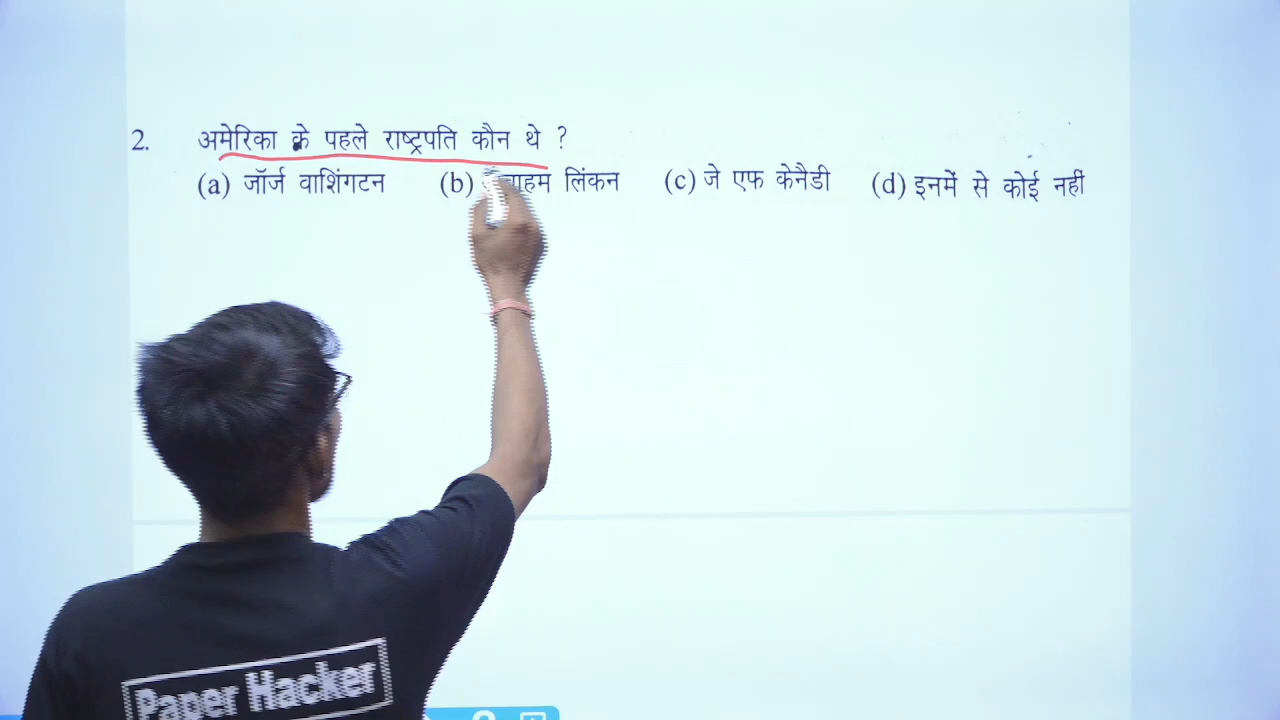 2. अमेरिका के पहले राष्ट्रपति कौन थे ?
(a) जॉर्ज वाशिंगटन (b) लिंकन (c) जे एफ केनैडी (d) इनमें से कोई नहीं
Paper Hacker